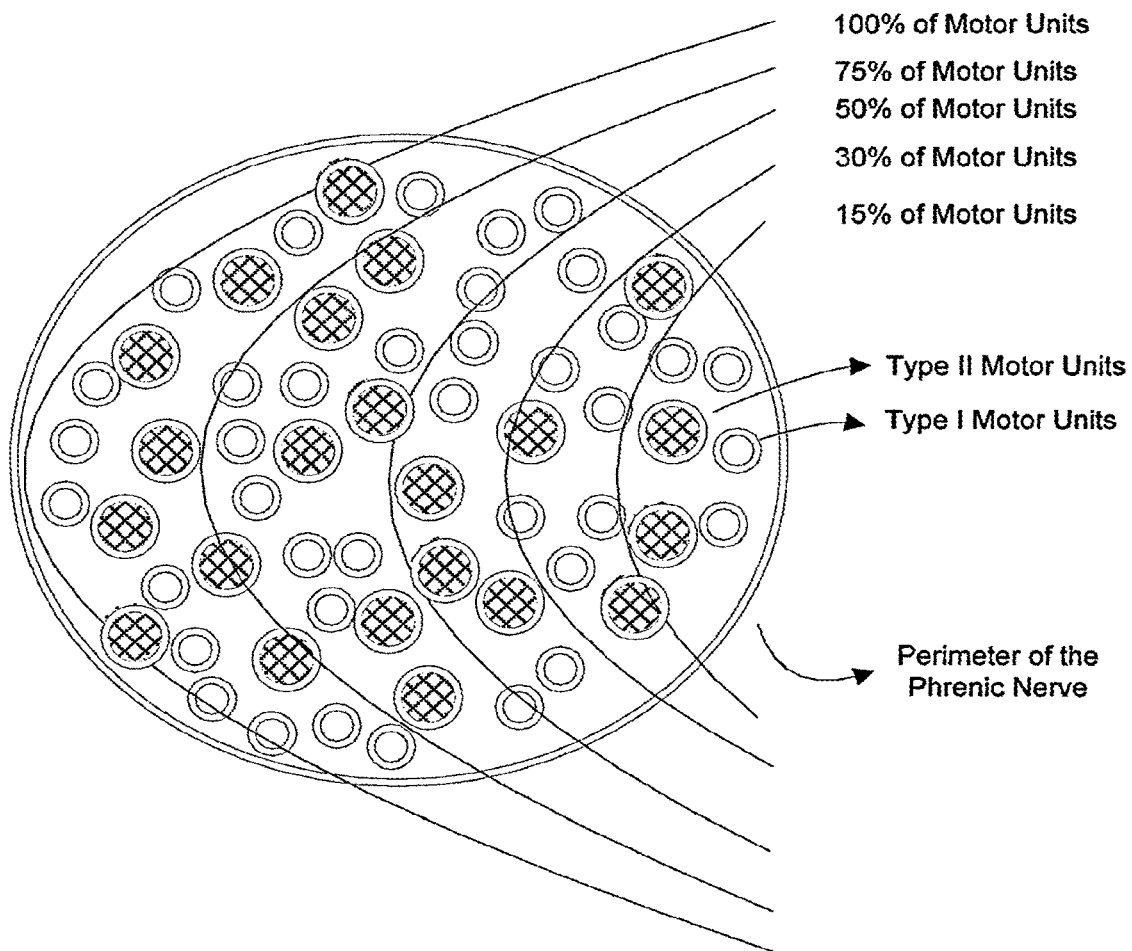 100% of Motor Units
75% of Motor Units
50% of Motor Units
30% of Motor Units
15% of Motor Units
Type II Motor Units
Type I Motor Units
Perimeter of the
Phrenic Nerve